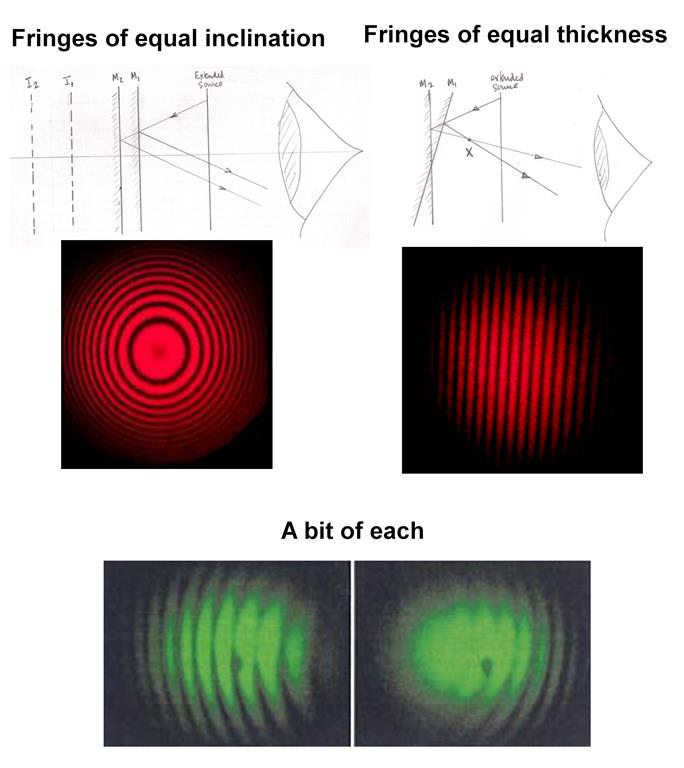 Fringes of equal inclination
Fringes of equal thickness
I2 I1 M2 M1 Extended
source
M2 M1 extended
source
X
A bit of each